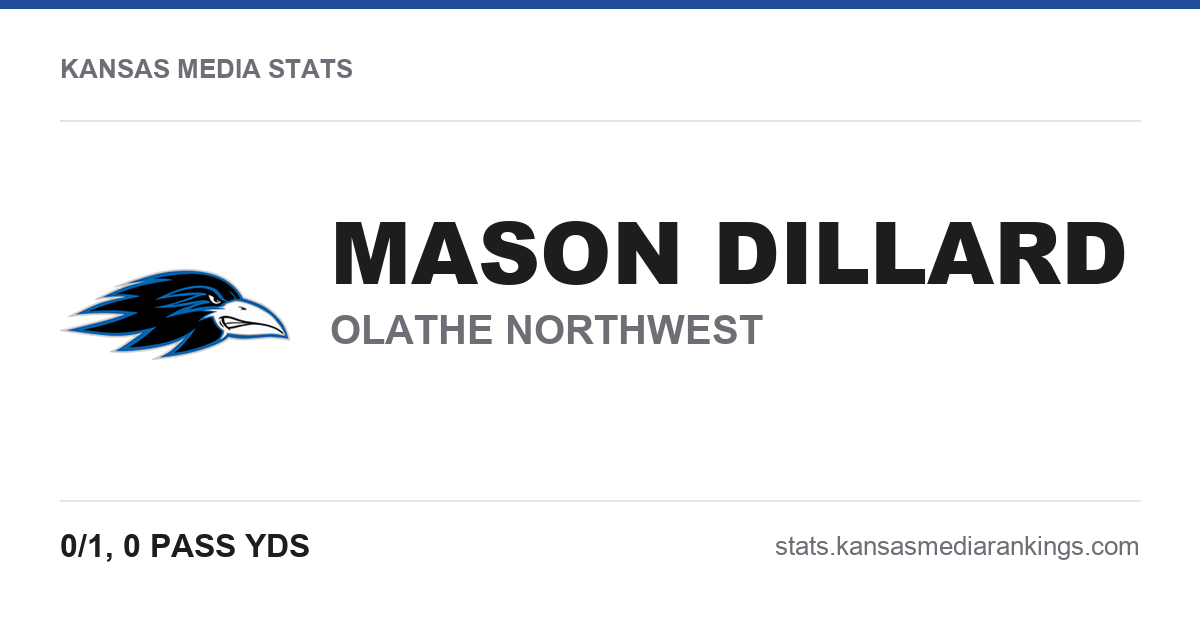 KANSAS MEDIA STATS
MASON DILLARD
OLATHE NORTHWEST
0/1, 0 PASS YDS
stats.kansasmediarankings.com